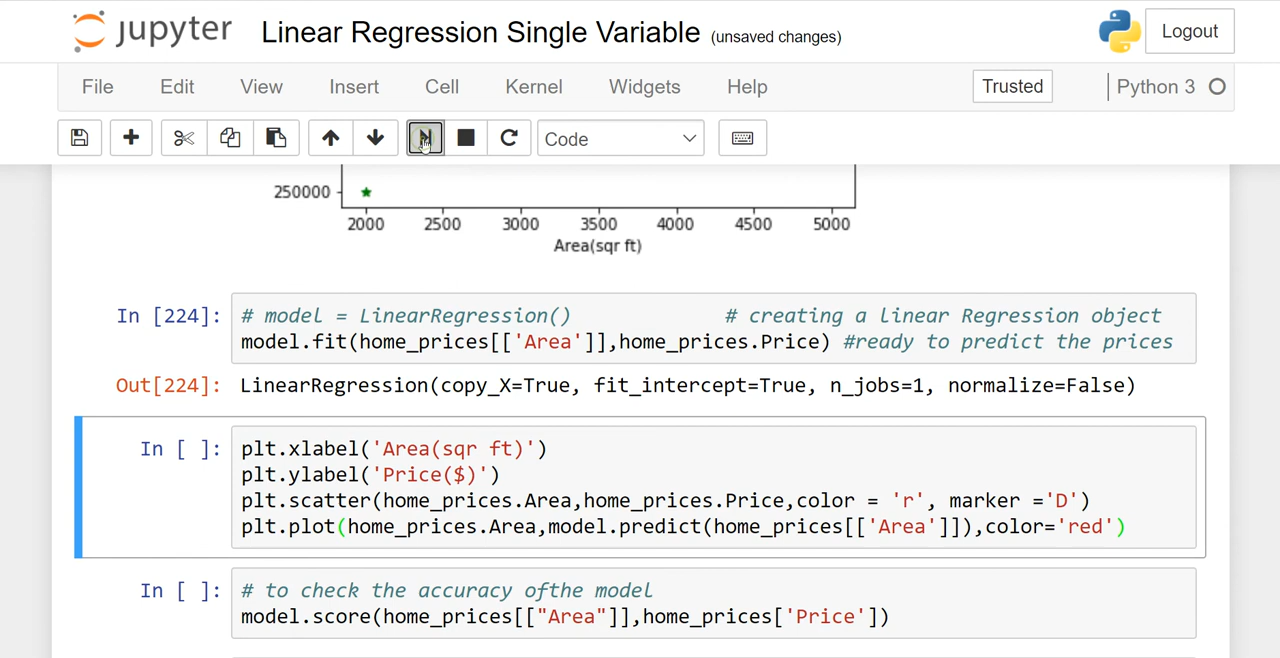 jupyter Linear Regression Single Variable (unsaved changes) Logout
File Edit View Insert Cell Kernel Widgets Help Trusted Python 3
Code
250000
2000 2500 3000 3500 4000 4500 5000
Area(sqr ft)
In [224]: # model = LinearRegression() # creating a linear Regression object
model.fit(home_prices[['Area']],home_prices.Price) #ready to predict the prices
Out[224]: LinearRegression(copy_X=True, fit_intercept=True, n_jobs=1, normalize=False)
In [ ]: plt.xlabel('Area(sqr ft)')
plt.ylabel('Price($)')
plt.scatter(home_prices.Area,home_prices.Price,color = 'r', marker ='D')
plt.plot(home_prices.Area,model.predict(home_prices[['Area']]),color='red')
In [ ]: # to check the accuracy ofthe model
model.score(home_prices[["Area"]],home_prices['Price'])